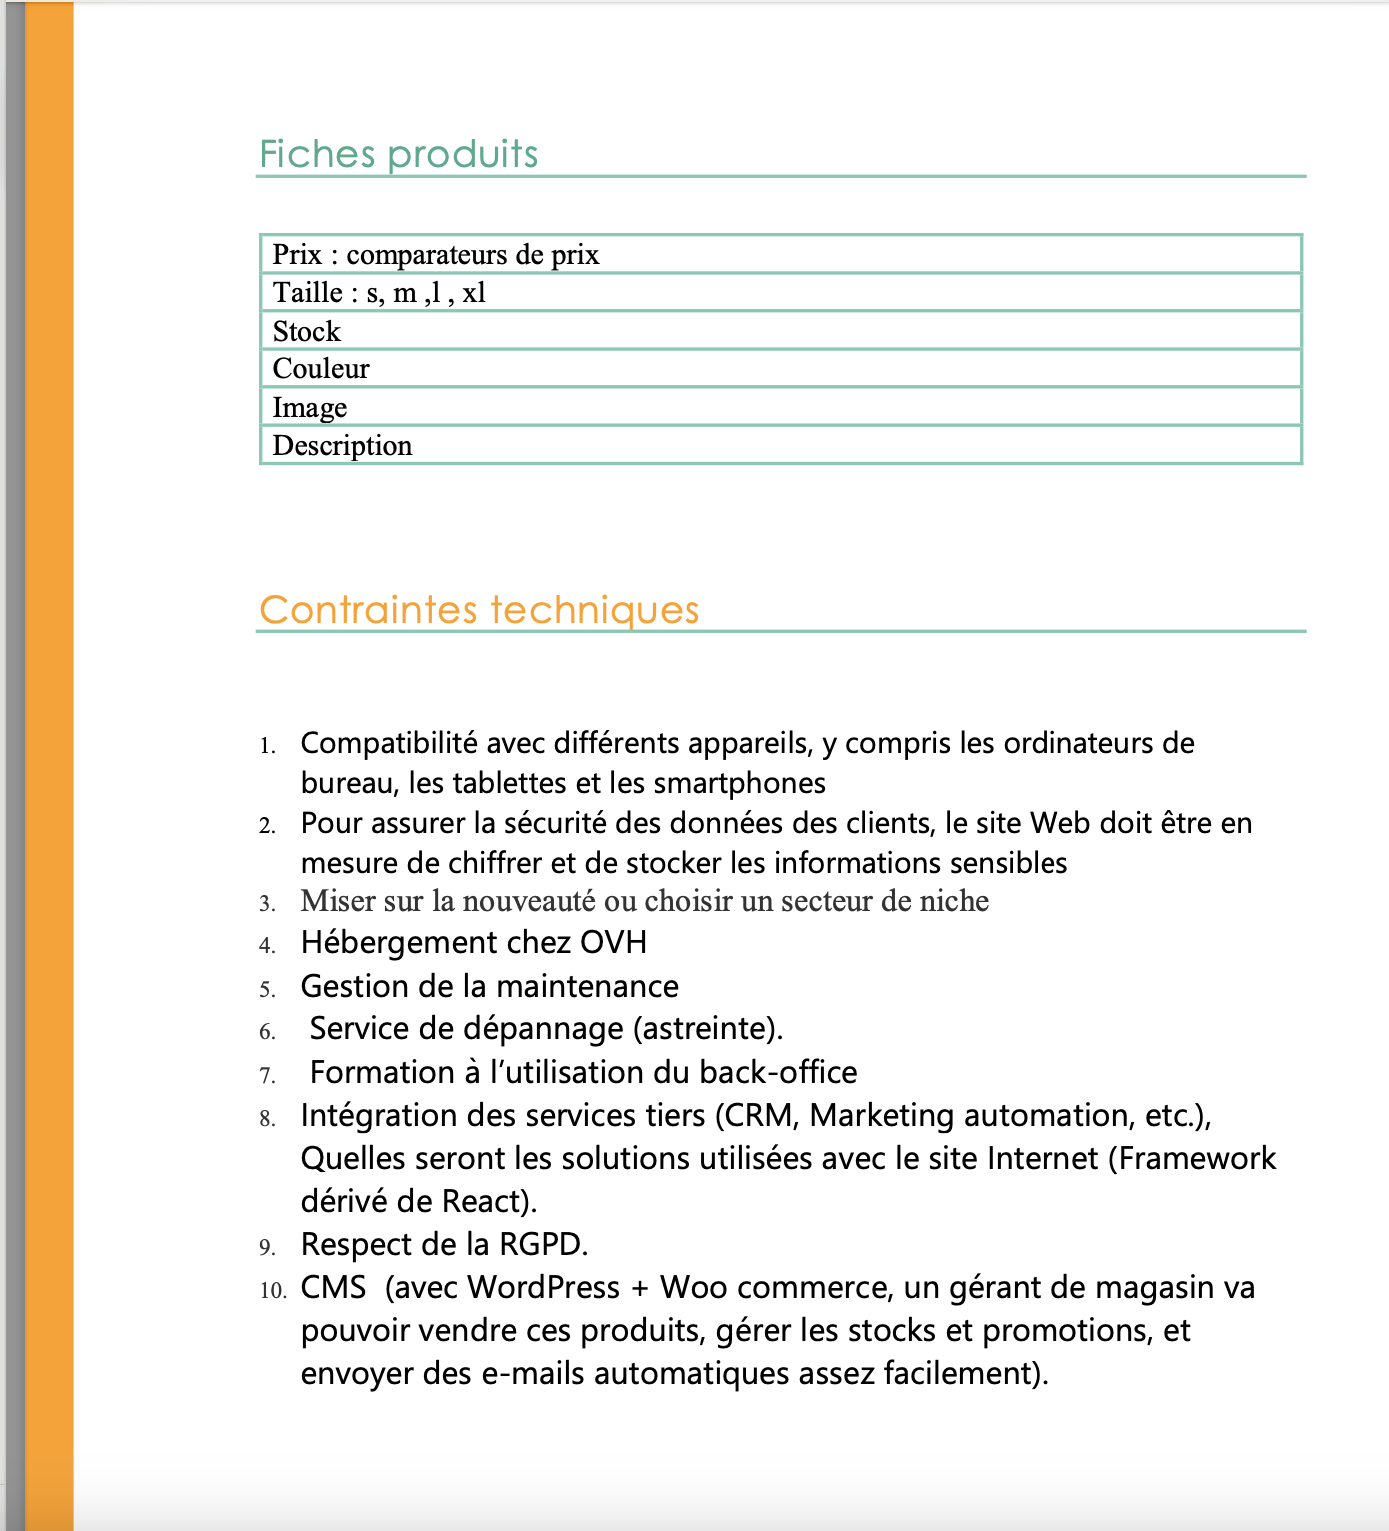 Fiches produits
Prix : comparateurs de prix
Taille : s, m ,l , xl
Stock
Couleur
Image
Description
Contraintes techniques
1. Compatibilité avec différents appareils, y compris les ordinateurs de
bureau, les tablettes et les smartphones
2. Pour assurer la sécurité des données des clients, le site Web doit être en
mesure de chiffrer et de stocker les informations sensibles
3. Miser sur la nouveauté ou choisir un secteur de niche
4. Hébergement chez OVH
5. Gestion de la maintenance
6. Service de dépannage (astreinte).
7. Formation à l’utilisation du back-office
8. Intégration des services tiers (CRM, Marketing automation, etc.),
Quelles seront les solutions utilisées avec le site Internet (Framework
dérivé de React).
9. Respect de la RGPD.
10. CMS  (avec WordPress + Woo commerce, un gérant de magasin va
pouvoir vendre ces produits, gérer les stocks et promotions, et
envoyer des e-mails automatiques assez facilement).